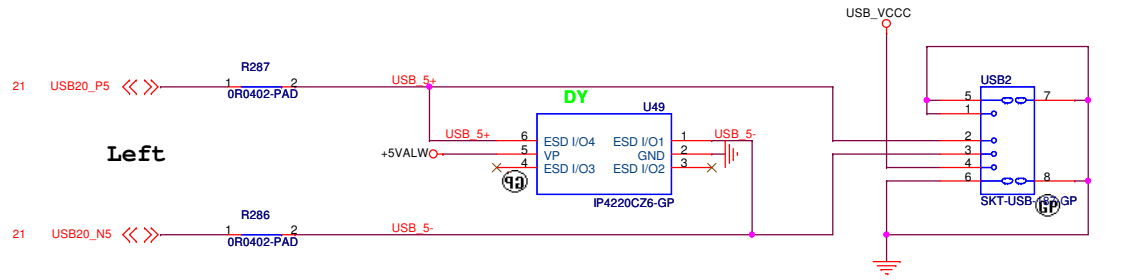 USB_VCCC
R287
21 USB20_P5 1 2 USB_5+
0R0402-PAD
DY
U49
USB2
5 7
1
USB_5+ 6 ESD I/O4 ESD I/O1 1 USB_5-
2
+5VALW 5 VP GND 2
3
4 ESD I/O3 ESD I/O2 3
4
Left
GP
6 8
IP4220CZ6-GP
GP
R286
21 USB20_N5 1 2 USB_5-
0R0402-PAD